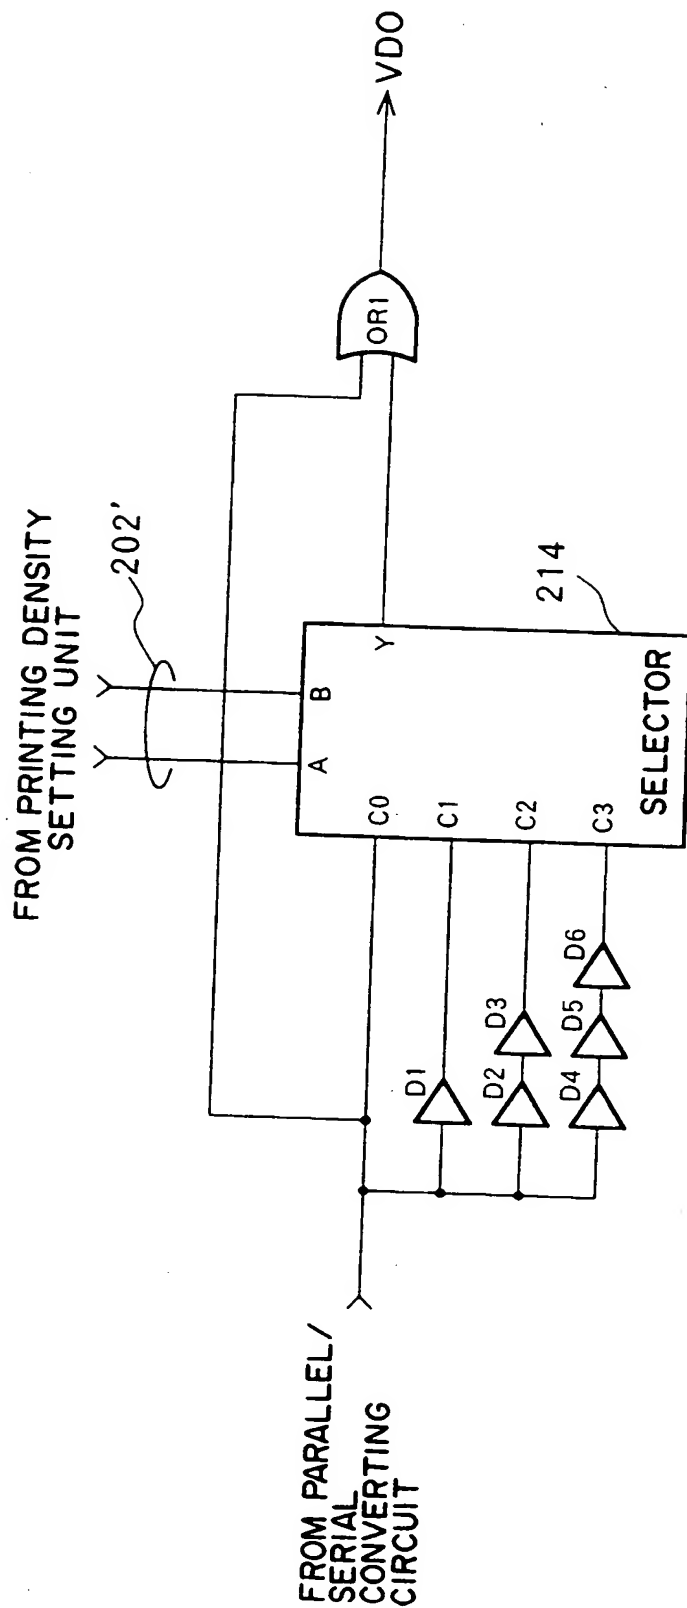 FROM PRINTING DENSITY
SETTING UNIT
202'
A
B
C0
C1
C2
C3
Y
SELECTOR
214
OR1
VDO
D1
D2
D3
D4
D5
D6
FROM PARALLEL/
SERIAL
CONVERTING
CIRCUIT